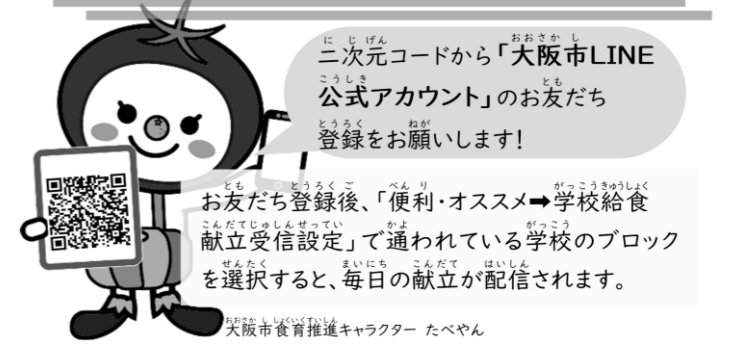 二次元コードから「大阪市LINE
公式アカウント」のお友だち
登録をお願いします!
お友だち登録後、「便利・オススメ➡学校給食
献立受信設定」で通われている学校のブロック
を選択すると、毎日の献立が配信されます。
大阪市食育推進キャラクター たべやん